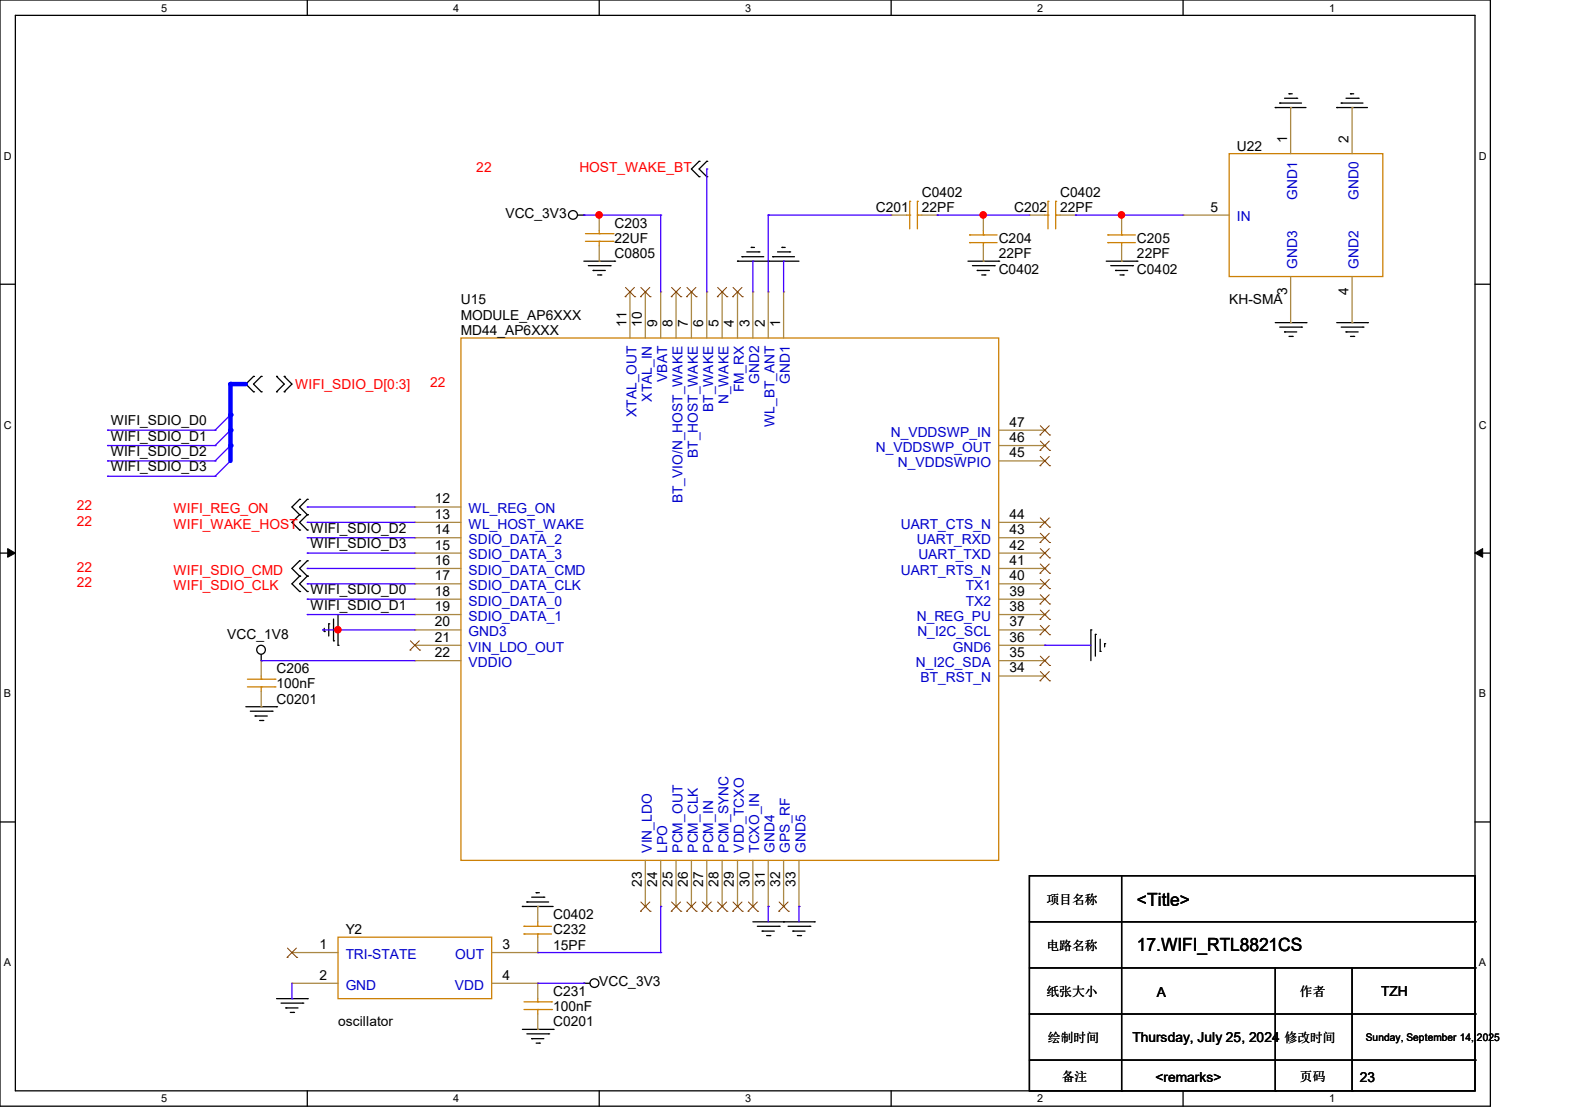 5 4 3 2 1
D D
C C
B B
A A
22 HOST_WAKE_BT
VCC_3V3
C203
22UF
C0805
C201
C0402
22PF
C204
22PF
C0402
C202
C0402
22PF
C205
22PF
C0402
U22
1
2
GND1
GND0
5
IN
GND3
GND2
KH-SMA
3
4
U15
MODULE_AP6XXX
MD44_AP6XXX
11
10
9
8
7
6
5
4
3
2
1
XTAL_OUT
XTAL_IN
VBAT
BT_VIO/N_HOST_WAKE
BT_HOST_WAKE
BT_WAKE
N_WAKE
FM_RX
GND2
WL_BT_ANT
GND1
WIFI_SDIO_D[0:3] 22
WIFI_SDIO_D0
WIFI_SDIO_D1
WIFI_SDIO_D2
WIFI_SDIO_D3
22 WIFI_REG_ON 12 WL_REG_ON
22 WIFI_WAKE_HOST 13 WL_HOST_WAKE
WIFI_SDIO_D2 14 SDIO_DATA_2
WIFI_SDIO_D3 15 SDIO_DATA_3
22 WIFI_SDIO_CMD 16 SDIO_DATA_CMD
22 WIFI_SDIO_CLK 17 SDIO_DATA_CLK
WIFI_SDIO_D0 18 SDIO_DATA_0
WIFI_SDIO_D1 19 SDIO_DATA_1
20 GND3
21 VIN_LDO_OUT
22 VDDIO
VCC_1V8
C206
100nF
C0201
N_VDDSWP_IN 47
N_VDDSWP_OUT 46
N_VDDSWPIO 45
UART_CTS_N 44
UART_RXD 43
UART_TXD 42
UART_RTS_N 41
TX1 40
TX2 39
N_REG_PU 38
N_I2C_SCL 37
GND6 36
N_I2C_SDA 35
BT_RST_N 34
VIN_LDO
LPO
PCM_OUT
PCM_CLK
PCM_IN
PCM_SYNC
VDD_TCXO
TCXO_IN
GND4
GPS_RF
GND5
23
24
25
26
27
28
29
30
31
32
33
C0402
C232
15PF
Y2
1 TRI-STATE OUT 3
2 GND VDD 4
oscillator
VCC_3V3
C231
100nF
C0201
项目名称 <Title>
电路名称 17.WIFI_RTL8821CS
纸张大小 A 作者 TZH
绘制时间 Thursday, July 25, 2024 修改时间 Sunday, September 14, 2025
备注 <remarks> 页码 23
5 4 3 2 1